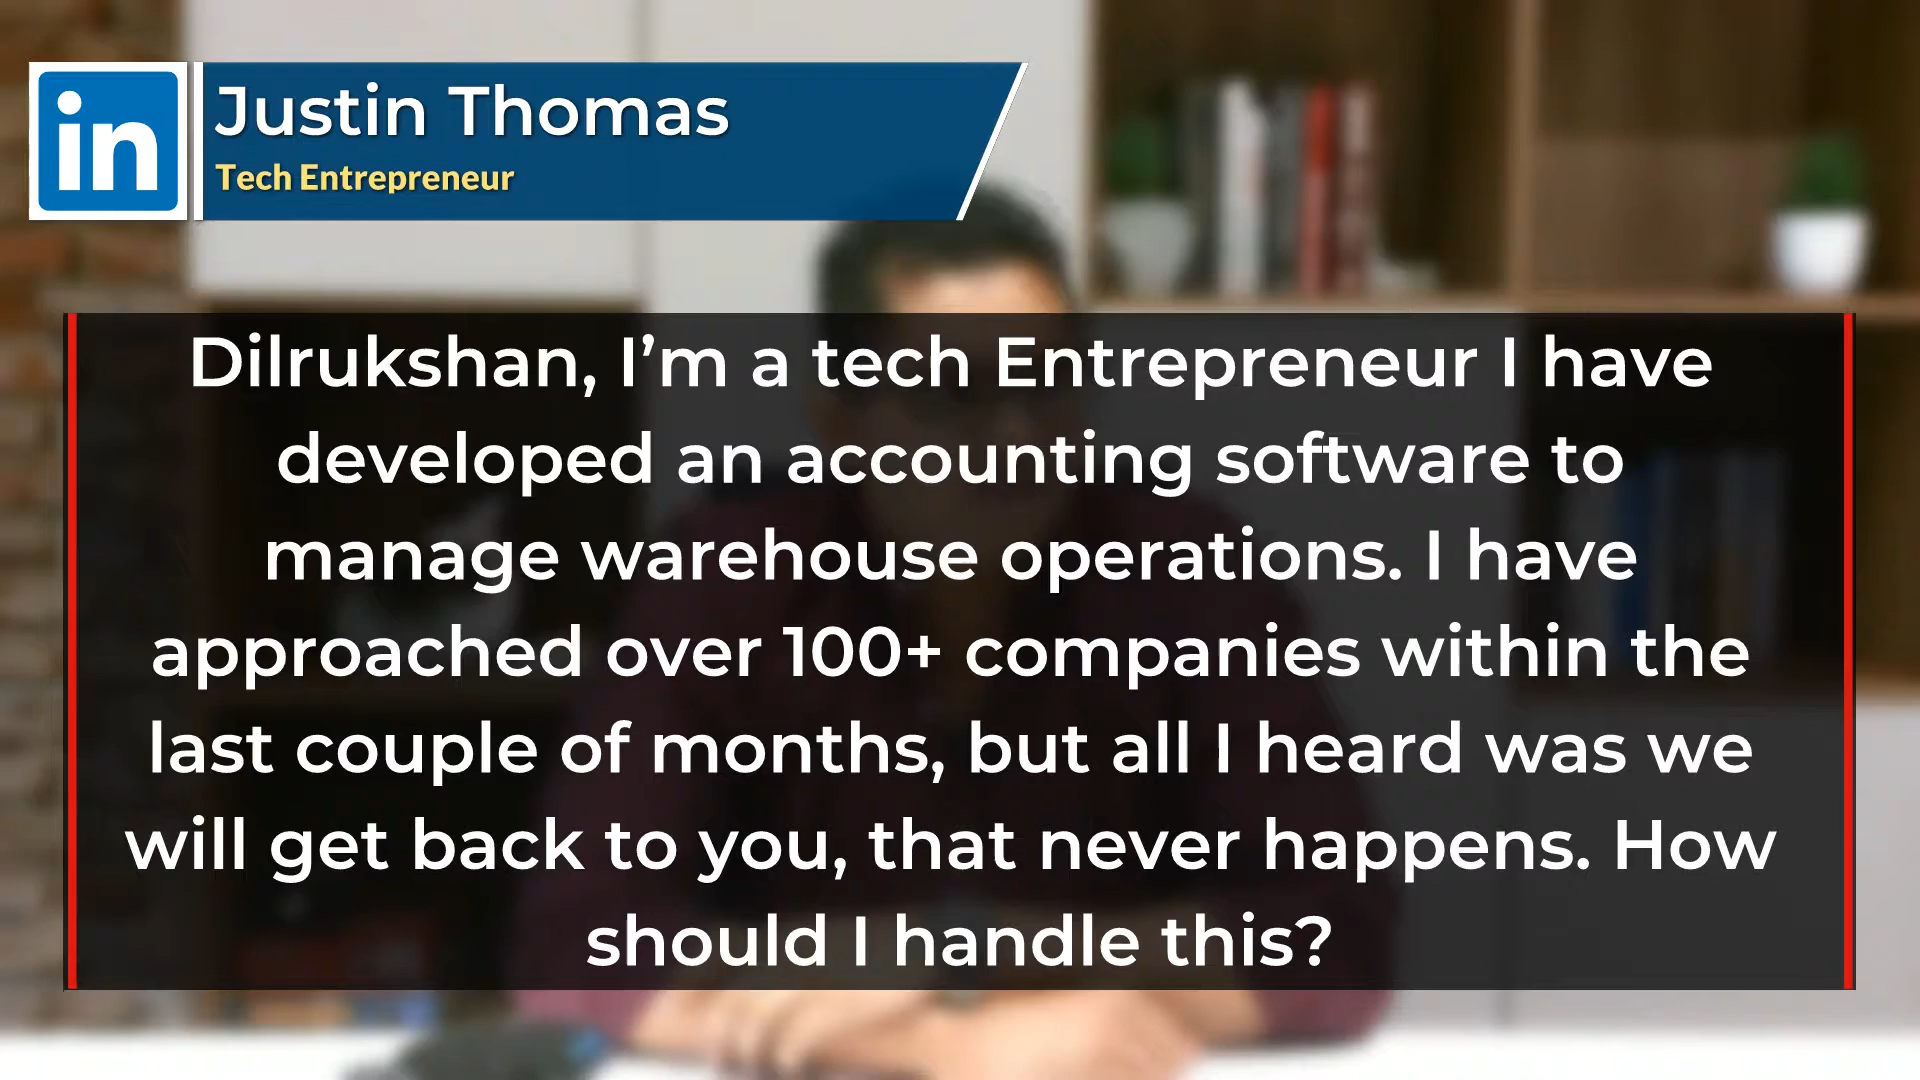 in
Justin Thomas
Tech Entrepreneur
Dilrukshan, I’m a tech Entrepreneur I have
developed an accounting software to
manage warehouse operations. I have
approached over 100+ companies within the
last couple of months, but all I heard was we
will get back to you, that never happens. How
should I handle this?